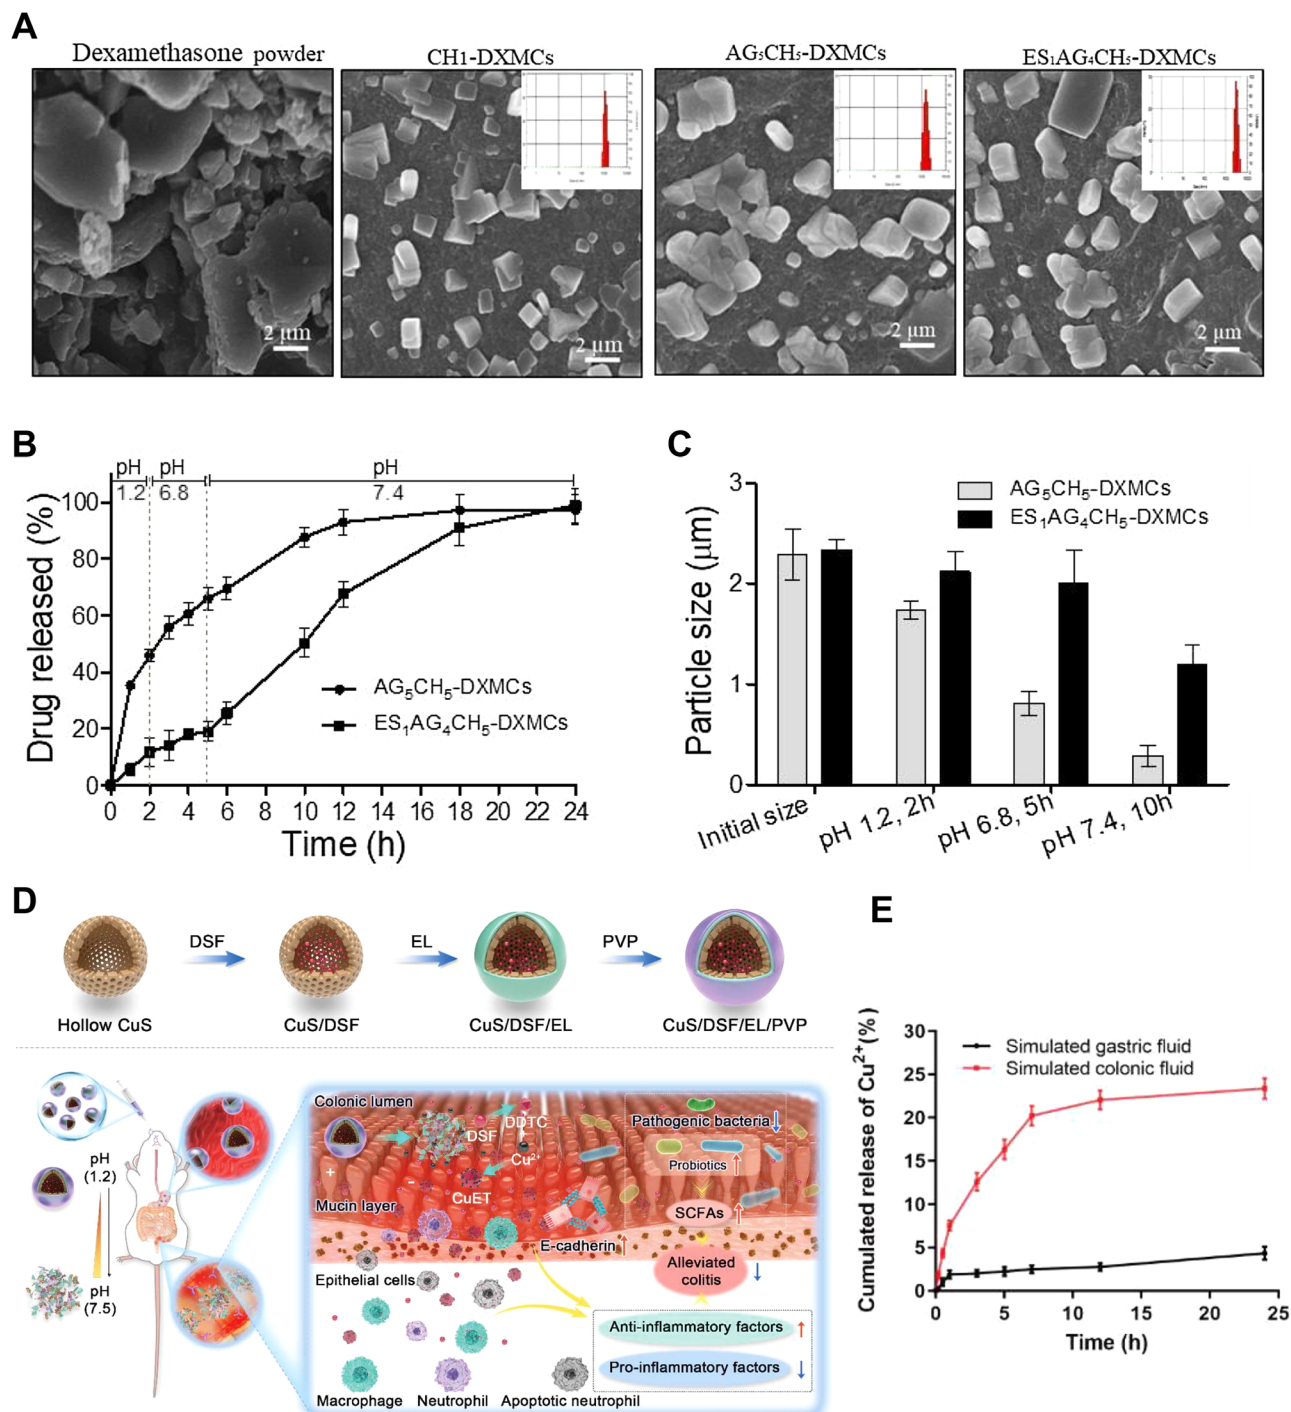 A
Dexamethasone powder
CH1-DXMCs
AG₅CH₅-DXMCs
ES₁AG₄CH₅-DXMCs
2 μm
2 μm
2 μm
2 μm
B
pH
pH
pH
1.2
6.8
7.4
Drug released (%)
100
80
60
40
20
0
AG₅CH₅-DXMCs
ES₁AG₄CH₅-DXMCs
0 2 4 6 8 10 12 14 16 18 20 22 24
Time (h)
C
Particle size (μm)
3
2
1
0
AG₅CH₅-DXMCs
ES₁AG₄CH₅-DXMCs
Initial size
pH 1.2, 2h
pH 6.8, 5h
pH 7.4, 10h
D
DSF
EL
PVP
Hollow CuS
CuS/DSF
CuS/DSF/EL
CuS/DSF/EL/PVP
pH
(1.2)
pH
(7.5)
Colonic lumen
DSF
DDTC
Cu²⁺
CuET
+
-
Mucin layer
E-cadherin
Epithelial cells
Pathogenic bacteria
Probiotics
SCFAs
Alleviated
colitis
Anti-inflammatory factors
Pro-inflammatory factors
Macrophage
Neutrophil
Apoptotic neutrophil
E
Cumulated release of Cu²⁺(%)
30
25
20
15
10
5
0
Simulated gastric fluid
Simulated colonic fluid
0 5 10 15 20 25
Time (h)